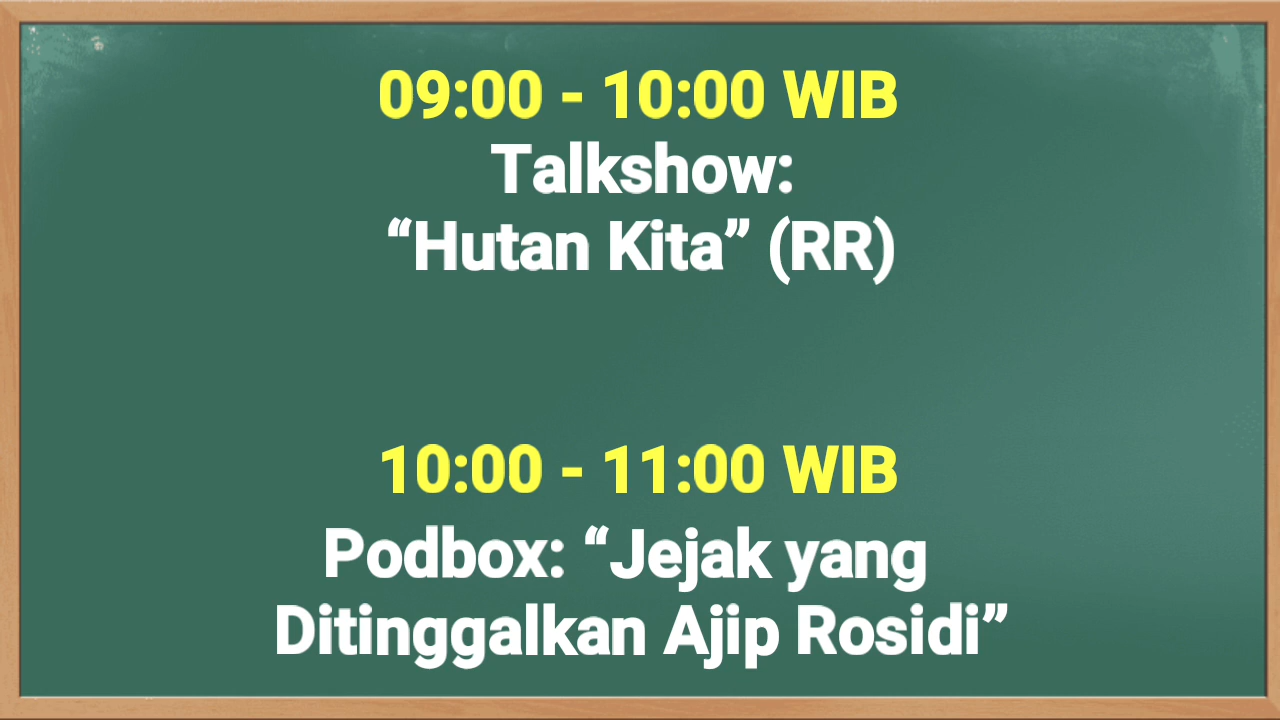 09:00 - 10:00 WIB
Talkshow:
“Hutan Kita” (RR)
10:00 - 11:00 WIB
Podbox: “Jejak yang
Ditinggalkan Ajip Rosidi”